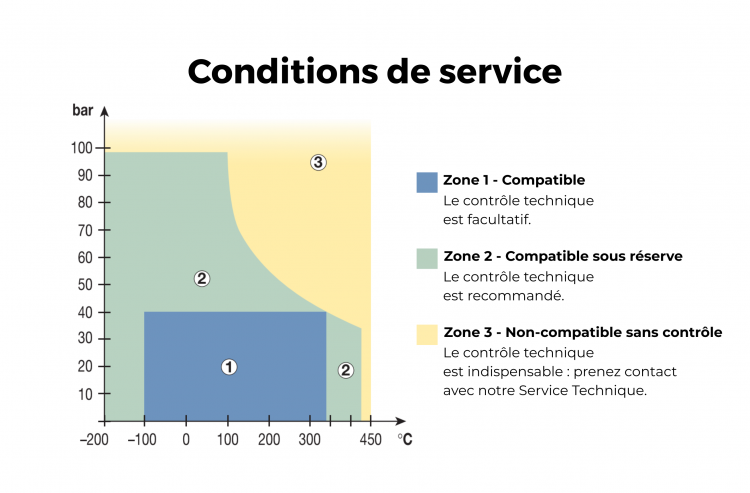 Conditions de service
bar
100
90
80
70
60
50
40
30
20
10
3
2
1
2
–200 –100 0 100 200 300 450 °C
Zone 1 - Compatible
Le contrôle technique
est facultatif.
Zone 2 - Compatible sous réserve
Le contrôle technique
est recommandé.
Zone 3 - Non-compatible sans contrôle
Le contrôle technique
est indispensable : prenez contact
avec notre Service Technique.